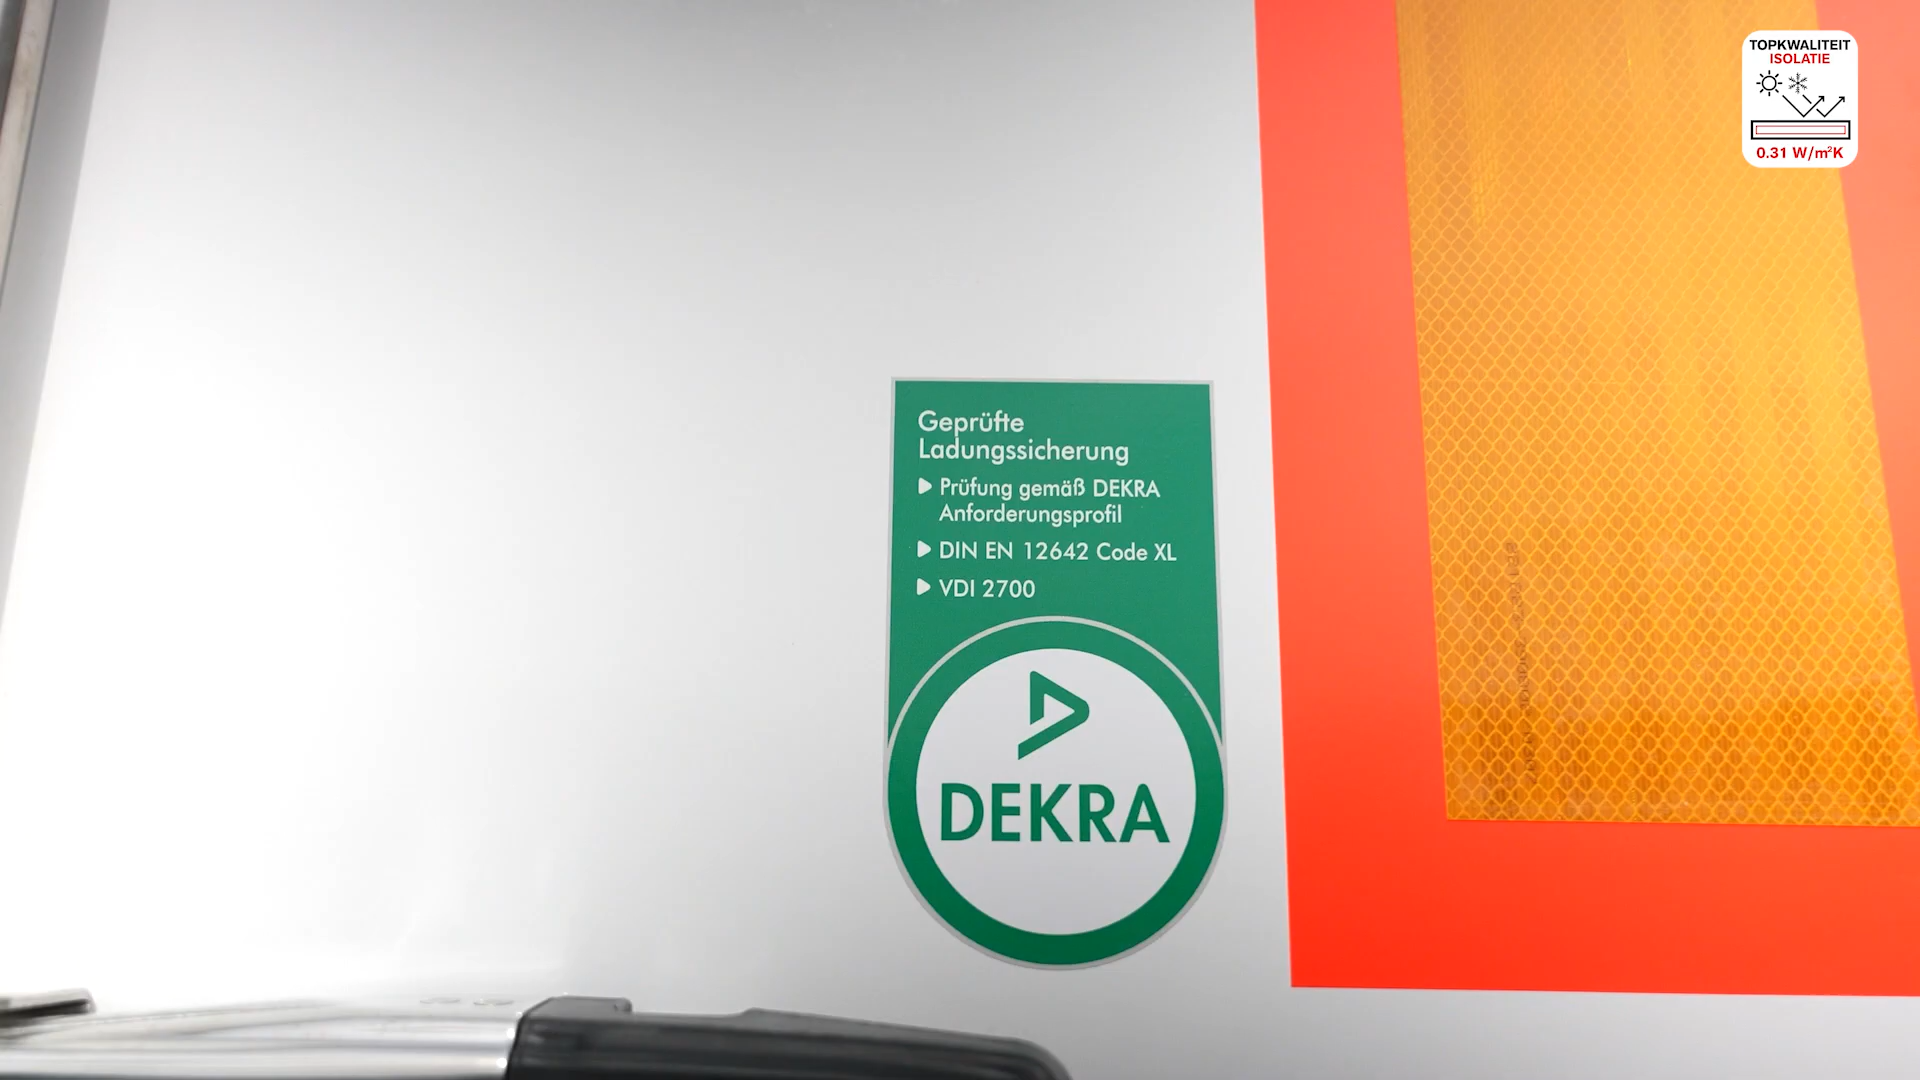 TOPKWALITEIT
ISOLATIE
0.31 W/m²K
Geprüfte
Ladungssicherung
Prüfung gemäß DEKRA
Anforderungsprofil
DIN EN 12642 Code XL
VDI 2700
DEKRA